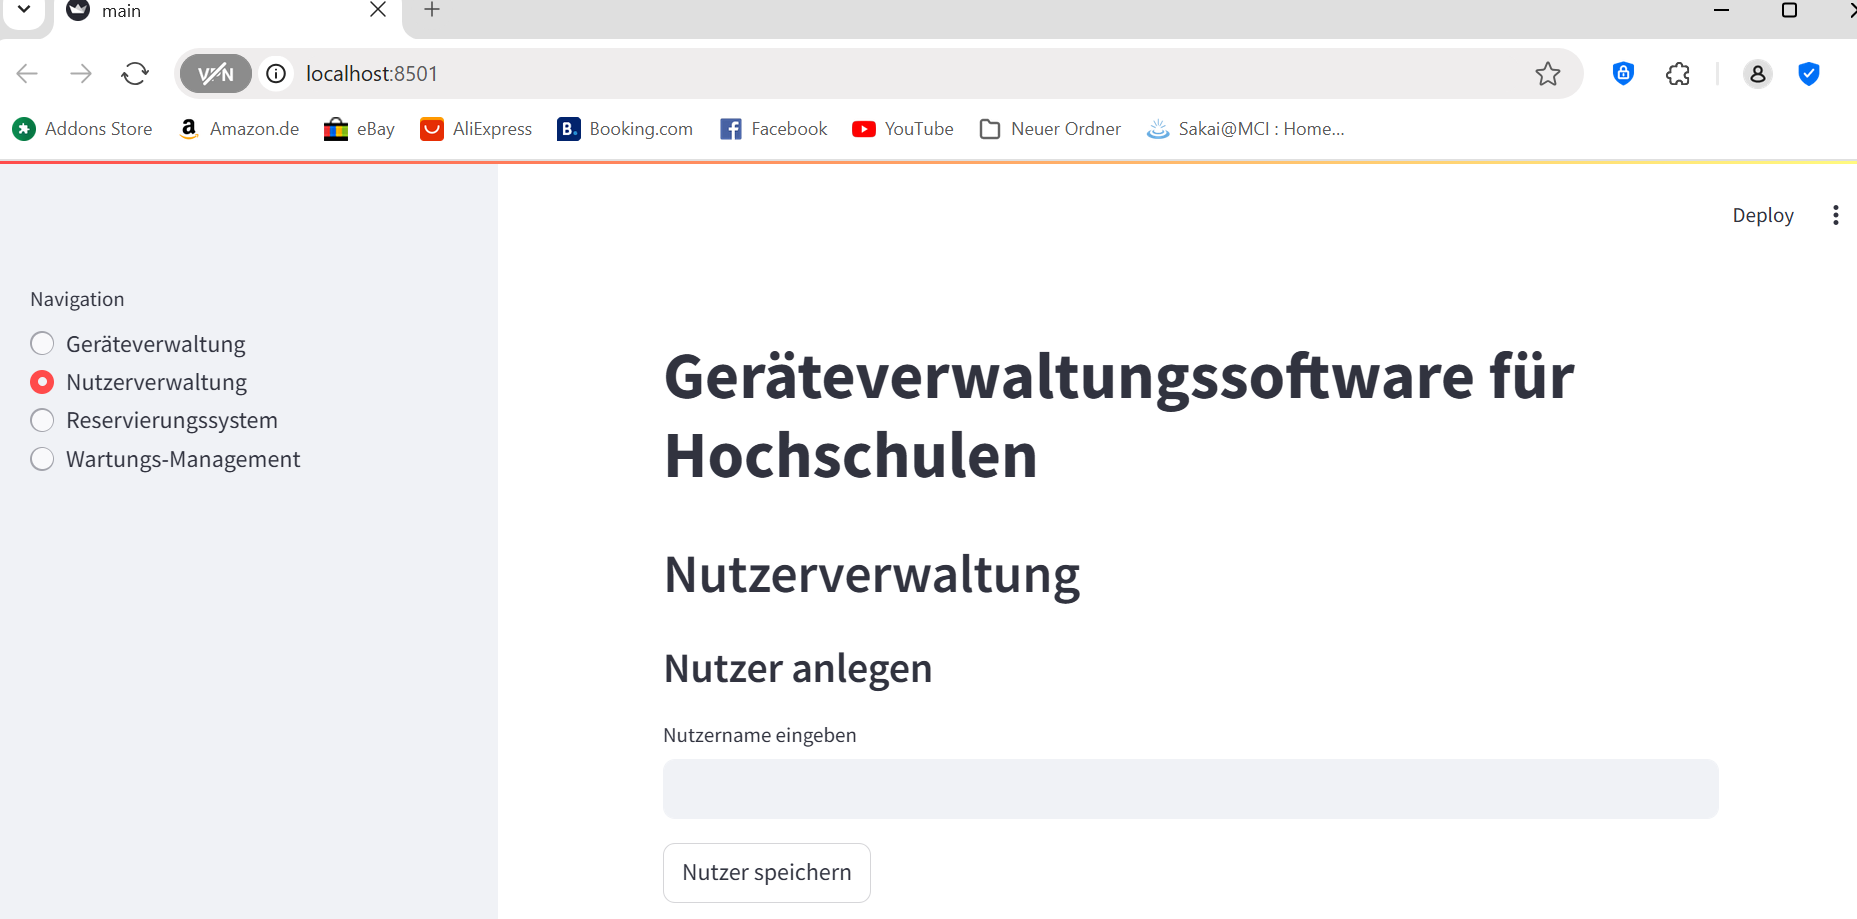 main
VPN
localhost:8501
Addons Store
Amazon.de
eBay
AliExpress
B. Booking.com
Facebook
YouTube
Neuer Ordner
Sakai@MCI : Home...
Deploy
Navigation
Geräteverwaltung
Nutzerverwaltung
Reservierungssystem
Wartungs-Management
Geräteverwaltungssoftware für
Hochschulen
Nutzerverwaltung
Nutzer anlegen
Nutzername eingeben
Nutzer speichern